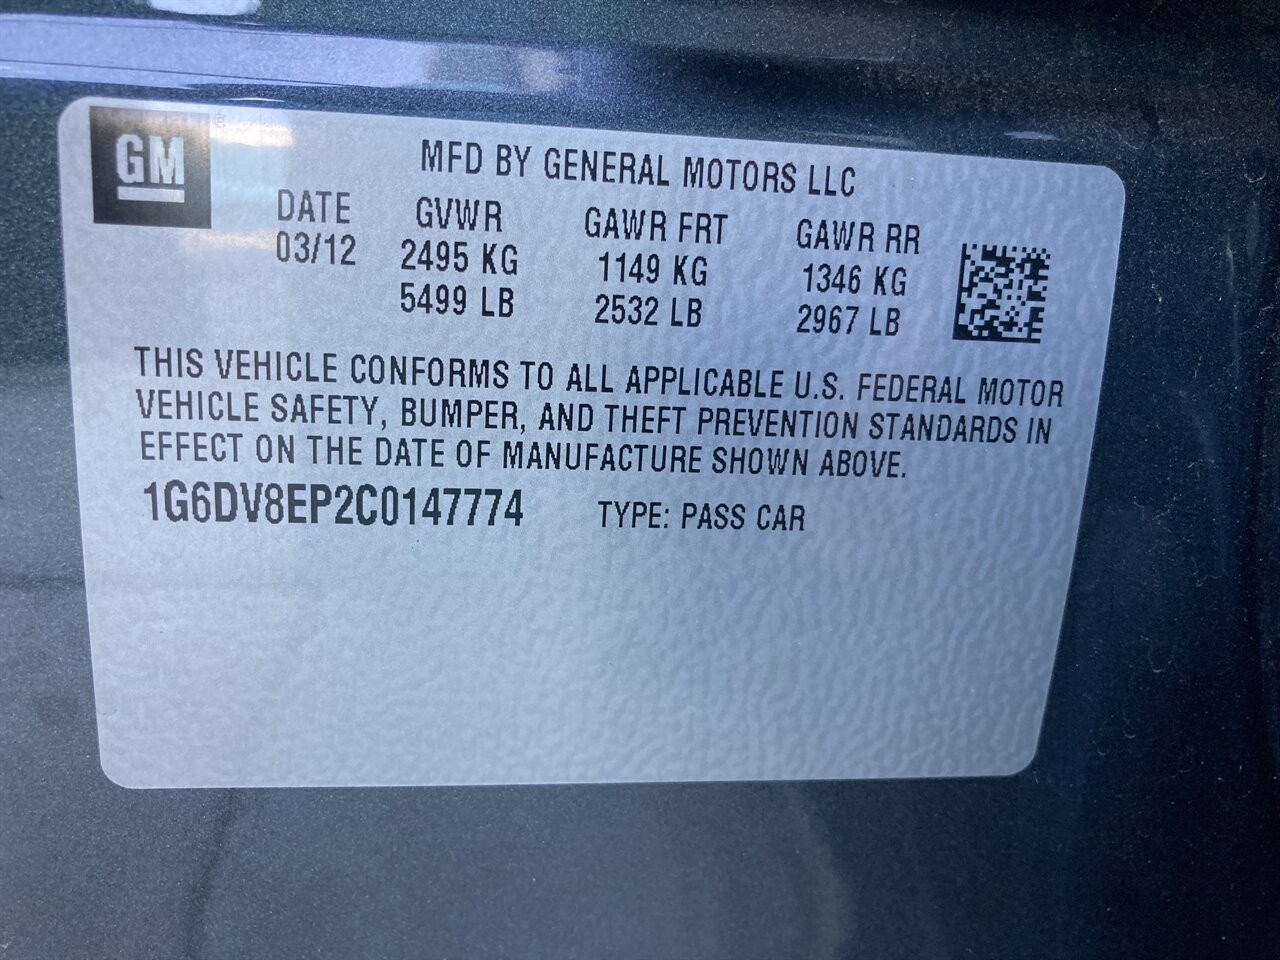 GM
MFD BY GENERAL MOTORS LLC
DATE GVWR GAWR FRT GAWR RR
03/12 2495 KG 1149 KG 1346 KG
5499 LB 2532 LB 2967 LB
THIS VEHICLE CONFORMS TO ALL APPLICABLE U.S. FEDERAL MOTOR
VEHICLE SAFETY, BUMPER, AND THEFT PREVENTION STANDARDS IN
EFFECT ON THE DATE OF MANUFACTURE SHOWN ABOVE.
1G6DV8EP2C0147774 TYPE: PASS CAR